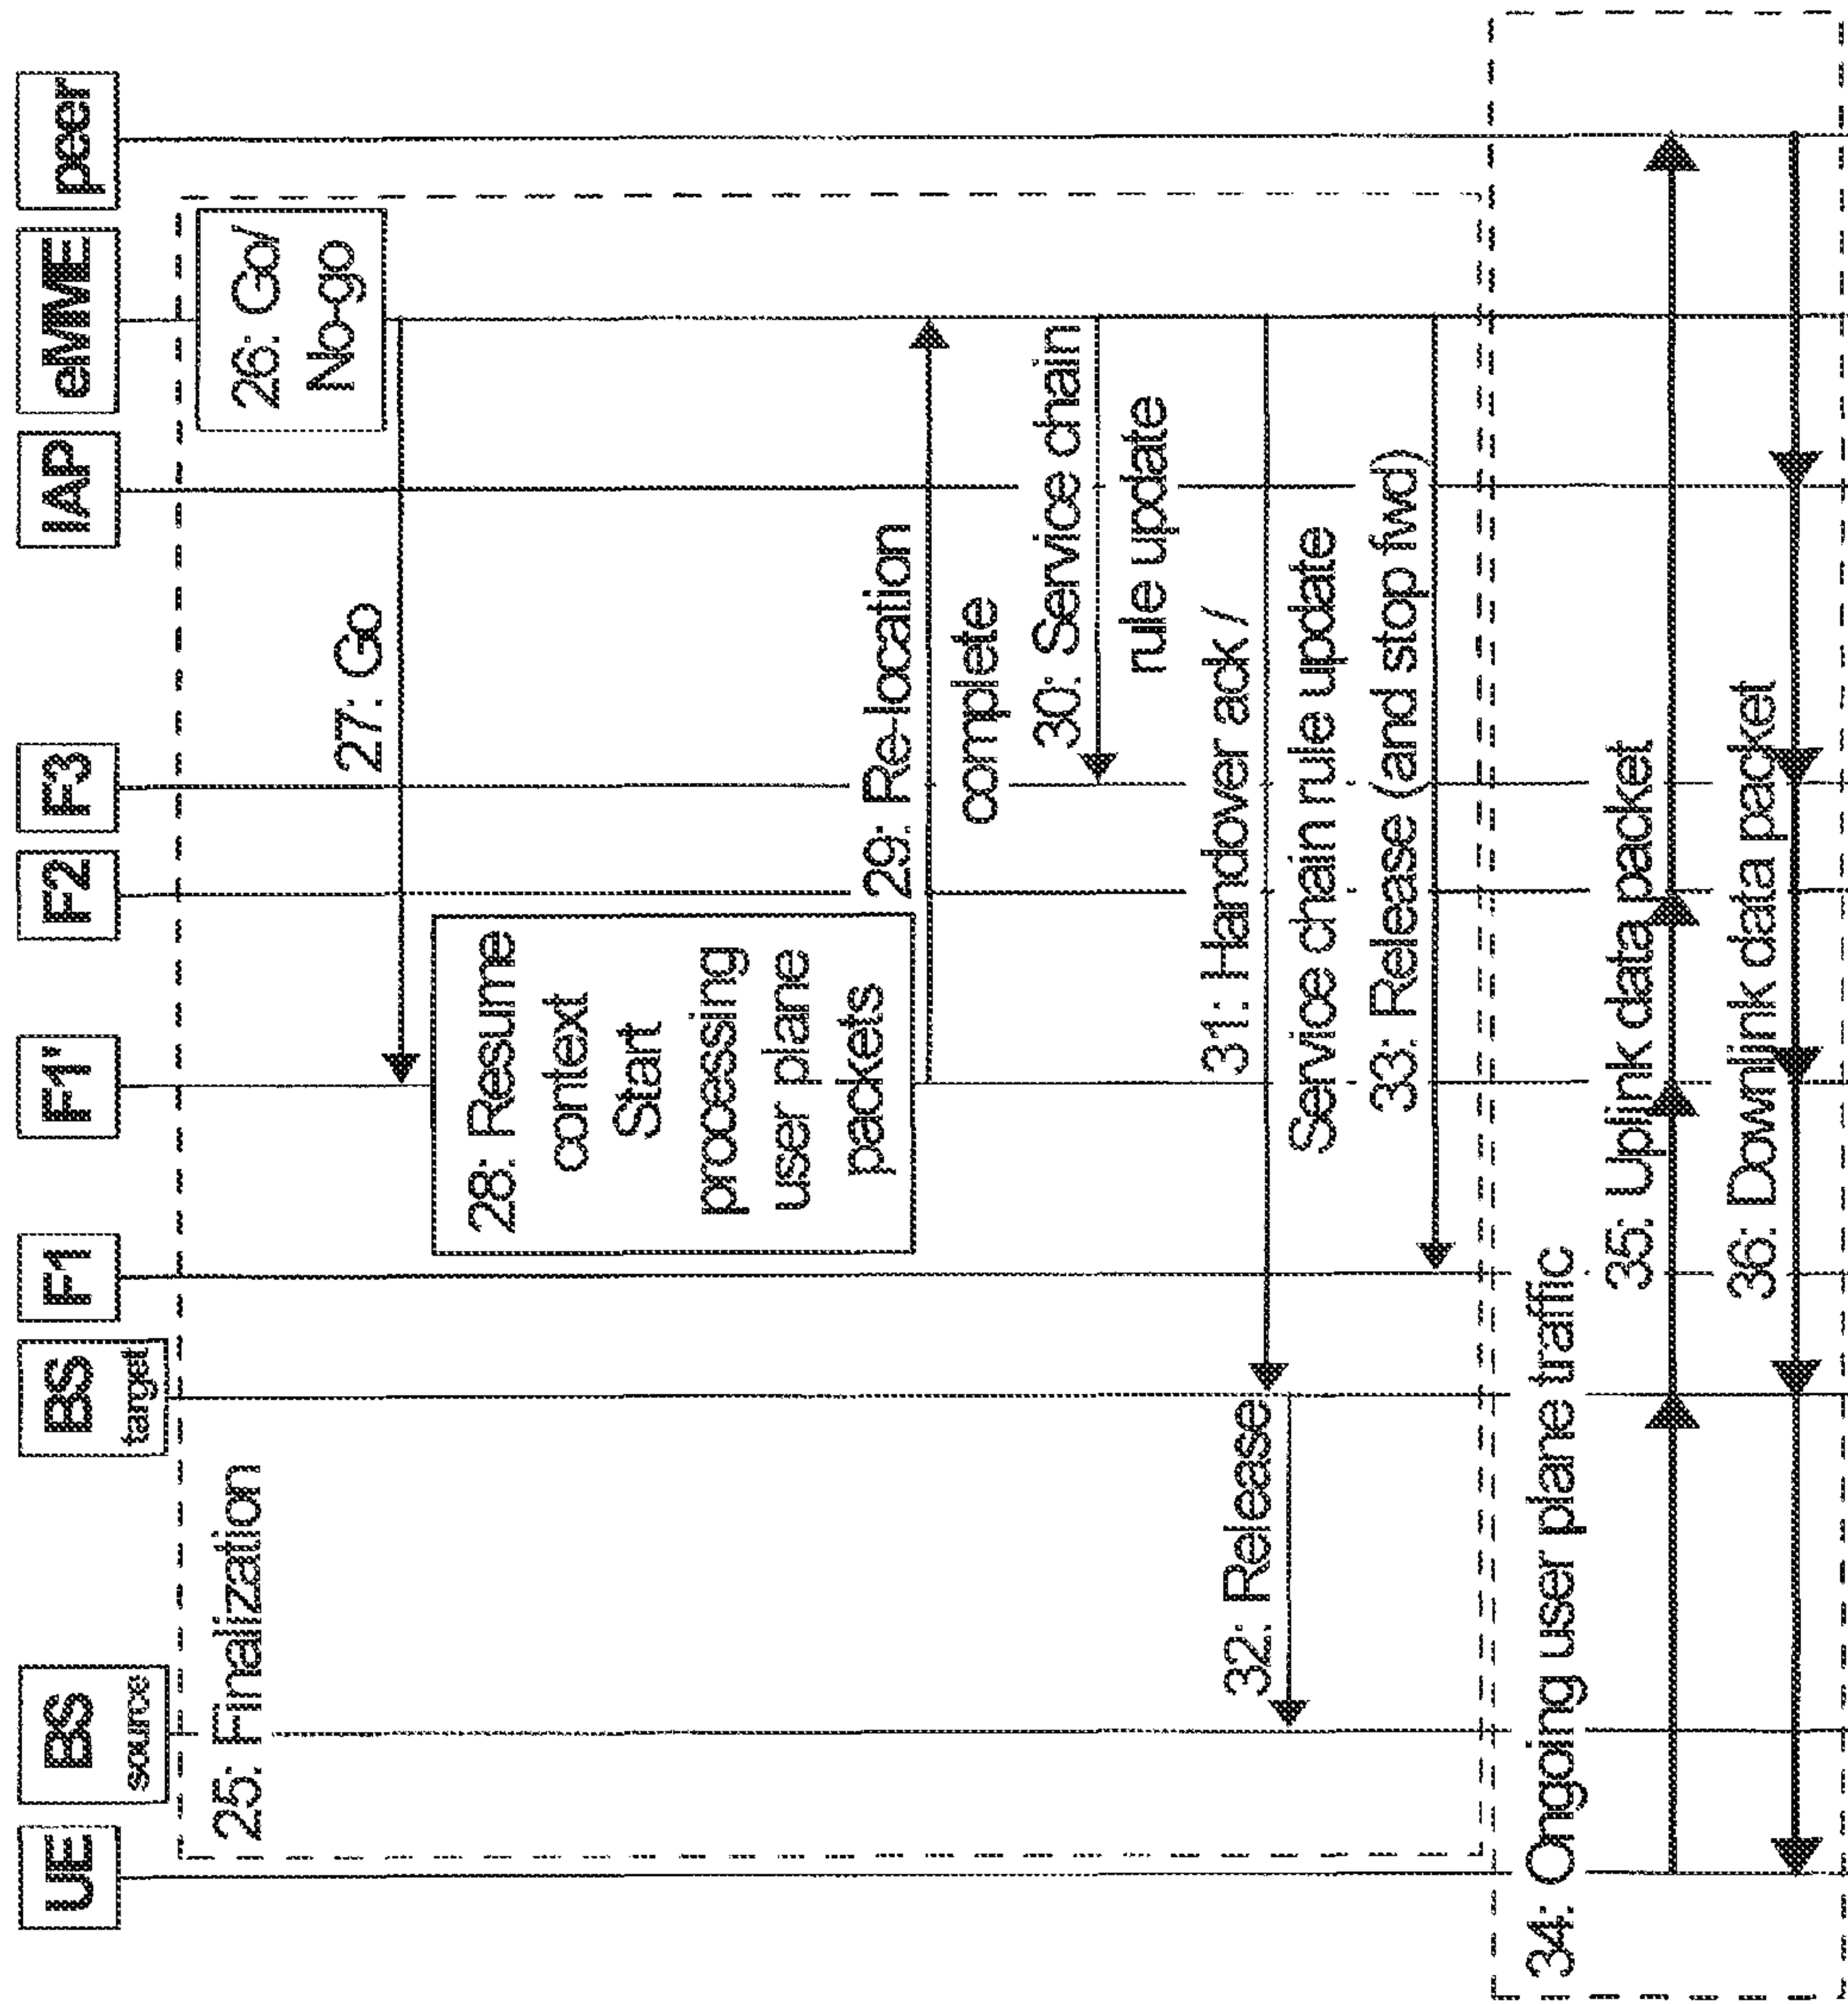 UE
BS
source
BS
target
F1
F1'
F2
F3
IAP
eMME
peer
25: Finalization
26: Go/
No-go
27: Go
28: Resume
context
Start
processing
user plane
packets
29: Re-location
complete
30: Service chain
rule update
31: Handover ack /
Service chain rule update
32: Release
33: Release (and stop fwd)
34: Ongoing user plane traffic
35: Uplink data packet
36: Downlink data packet